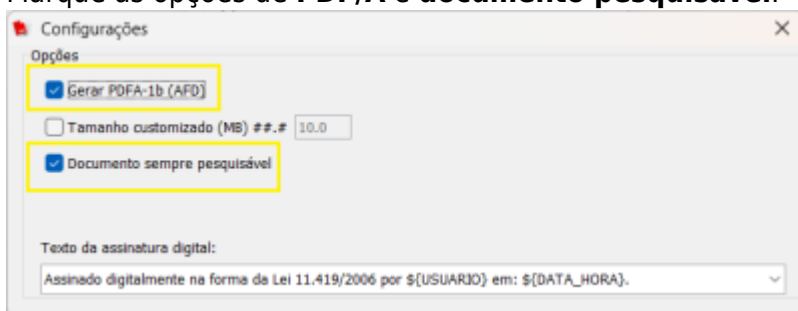 Marque as opções de PDF/A e documento pesquisável:
Configurações
Opções
Gerar PDFA-1b (AFD)
Tamanho customizado (MB) ##.# 10.0
Documento sempre pesquisável
Texto da assinatura digital:
Assinado digitalmente na forma da Lei 11.419/2006 por ${USUARIO} em: ${DATA_HORA}.